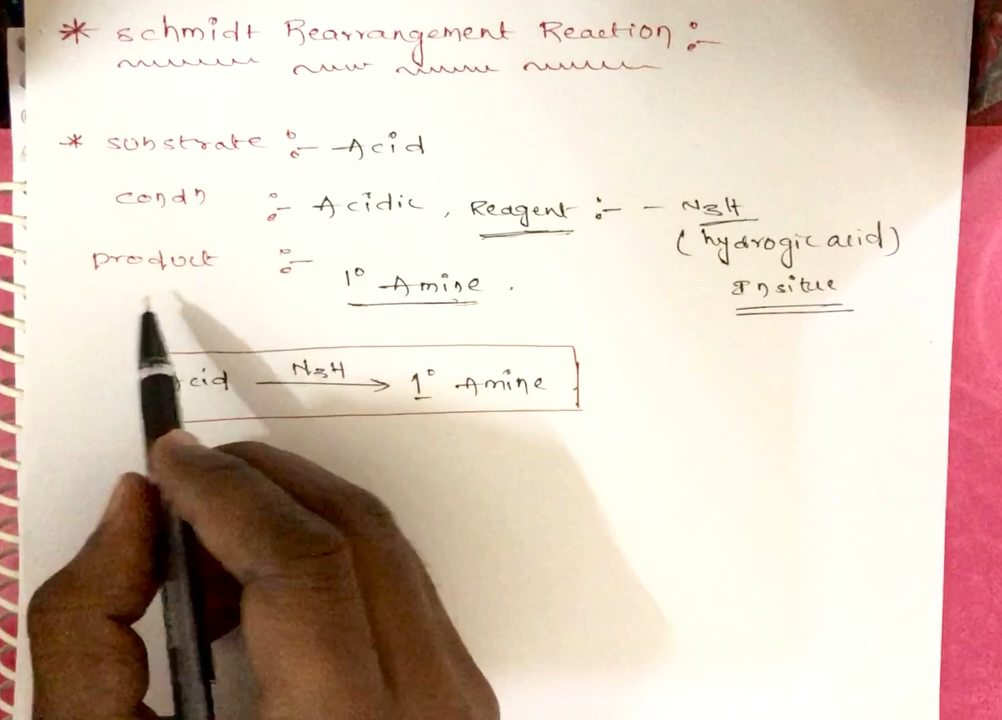 * Schmidt Rearrangement Reaction :-
* substrate :- Acid
condn :- Acidic, Reagent :- - N3H
(hydrogic acid)
Insitue
product :- 1° Amine.
cid N3H → 1° Amine